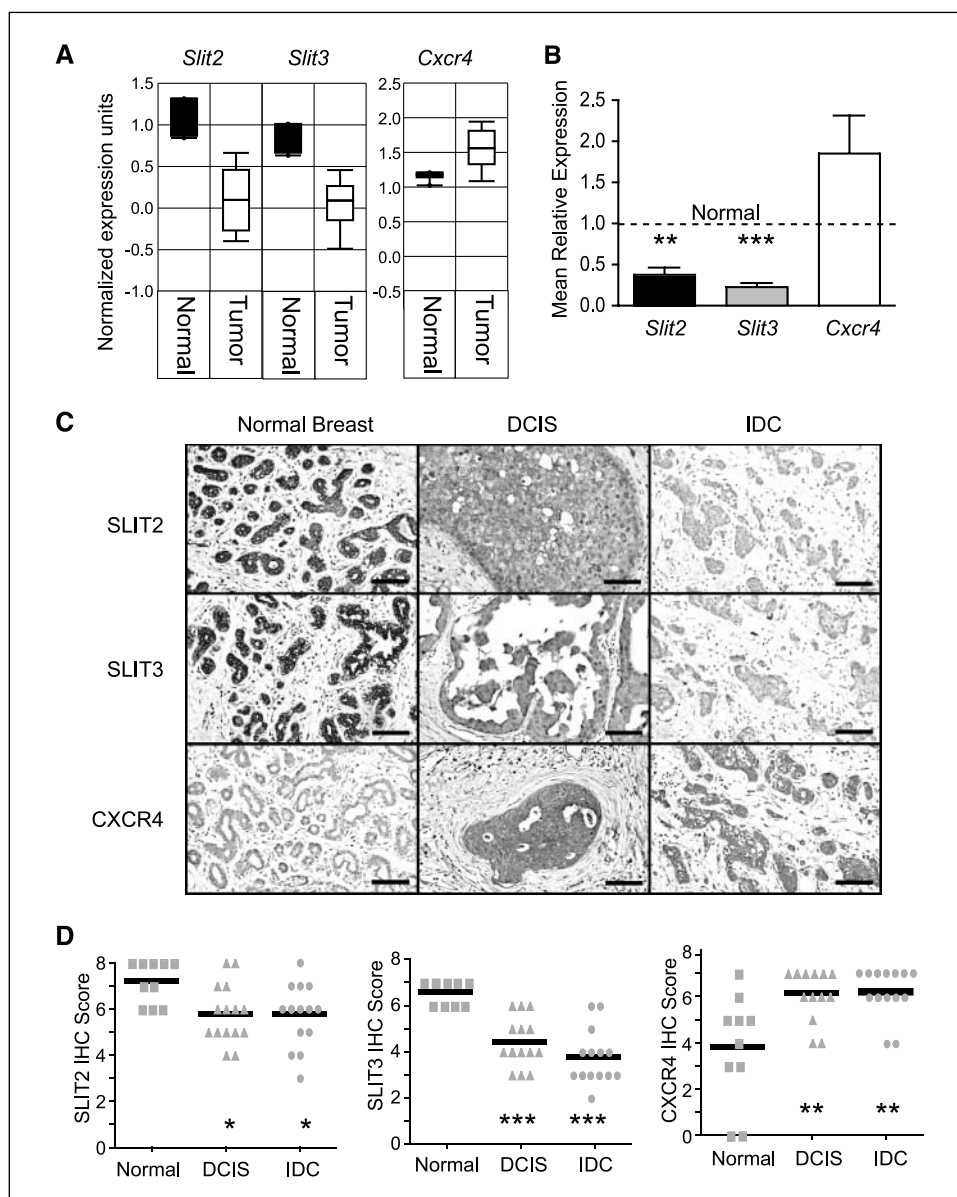 A
Slit2 Slit3 Cxcr4
Normalized expression units
1.5
1.0
0.5
0.0
-0.5
-1.0
2.5
2.0
1.5
1.0
0.5
0.0
-0.5
Normal
Tumor
Normal
Tumor
Normal
Tumor
B
Mean Relative Expression
2.5
2.0
1.5
1.0
0.5
0.0
Normal
** ***
Slit2 Slit3 Cxcr4
C
Normal Breast DCIS IDC
SLIT2
SLIT3
CXCR4
D
SLIT2 IHC Score
8
6
4
2
0
* *
Normal DCIS IDC
SLIT3 IHC Score
8
6
4
2
0
*** ***
Normal DCIS IDC
CXCR4 IHC Score
8
6
4
2
0
** **
Normal DCIS IDC